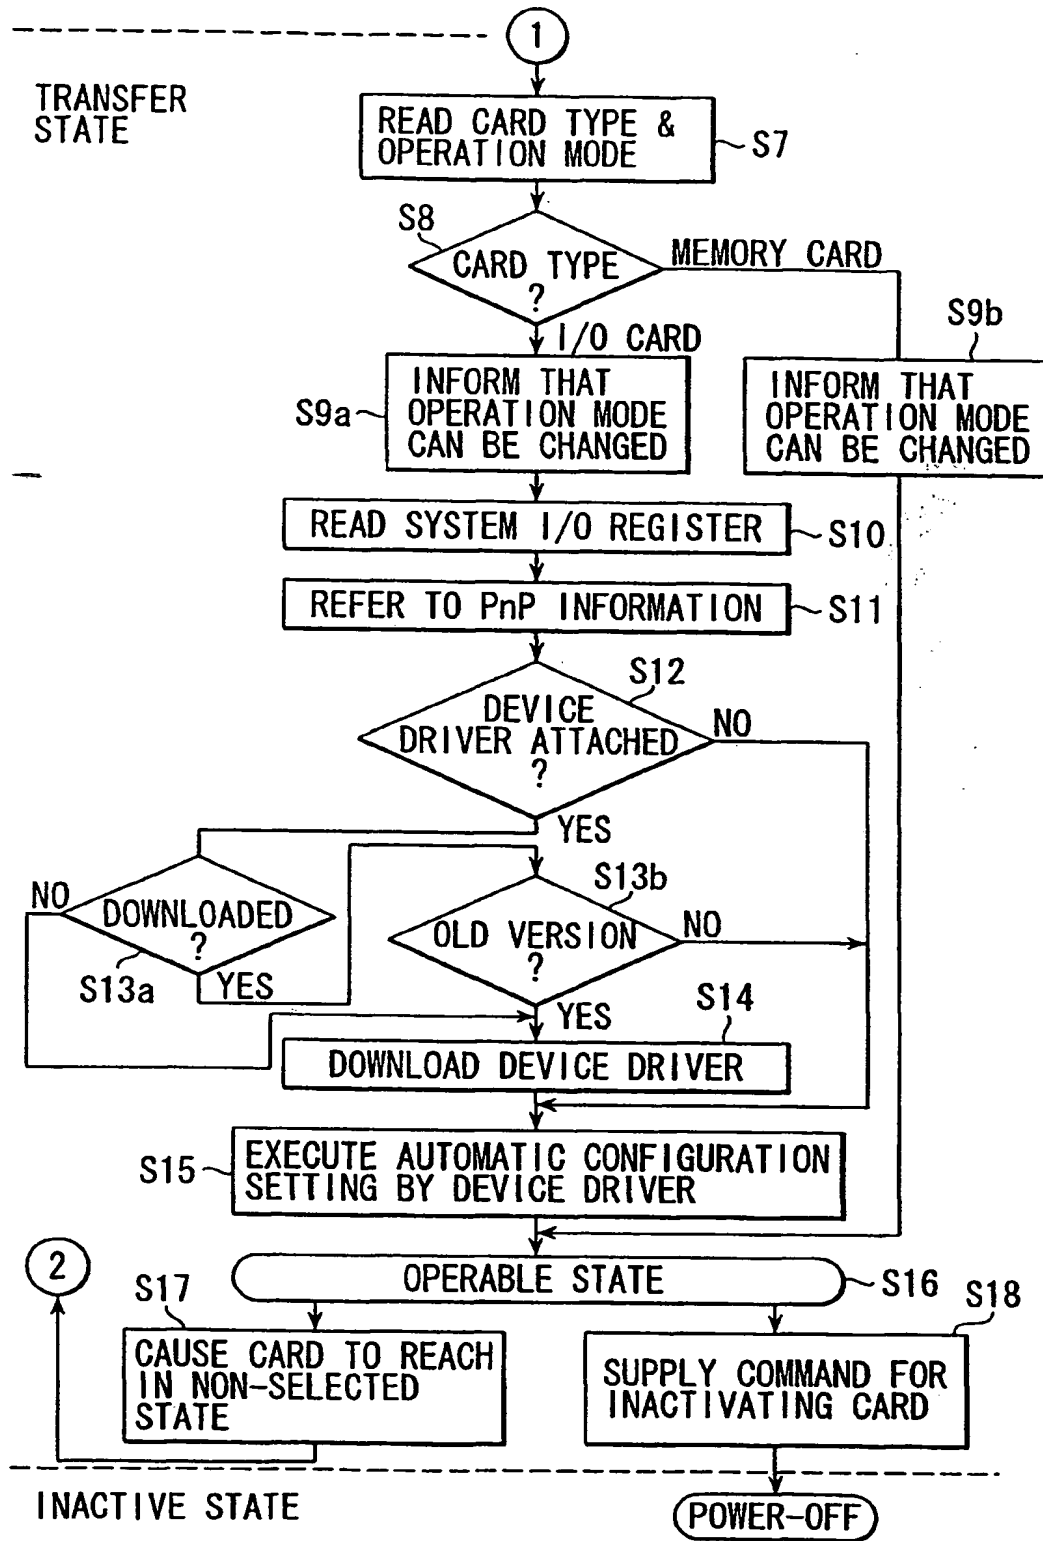 1
TRANSFER
STATE
READ CARD TYPE &
OPERATION MODE
S7
S8
CARD TYPE
?
MEMORY CARD
I/O CARD
S9b
S9a
INFORM THAT
OPERATION MODE
CAN BE CHANGED
INFORM THAT
OPERATION MODE
CAN BE CHANGED
READ SYSTEM I/O REGISTER
S10
REFER TO PnP INFORMATION
S11
S12
DEVICE
DRIVER ATTACHED
?
NO
YES
NO
DOWNLOADED
?
S13a
YES
S13b
OLD VERSION
?
NO
YES
S14
DOWNLOAD DEVICE DRIVER
S15
EXECUTE AUTOMATIC CONFIGURATION
SETTING BY DEVICE DRIVER
2
OPERABLE STATE
S16
S17
CAUSE CARD TO REACH
IN NON-SELECTED
STATE
S18
SUPPLY COMMAND FOR
INACTIVATING CARD
INACTIVE STATE
POWER-OFF